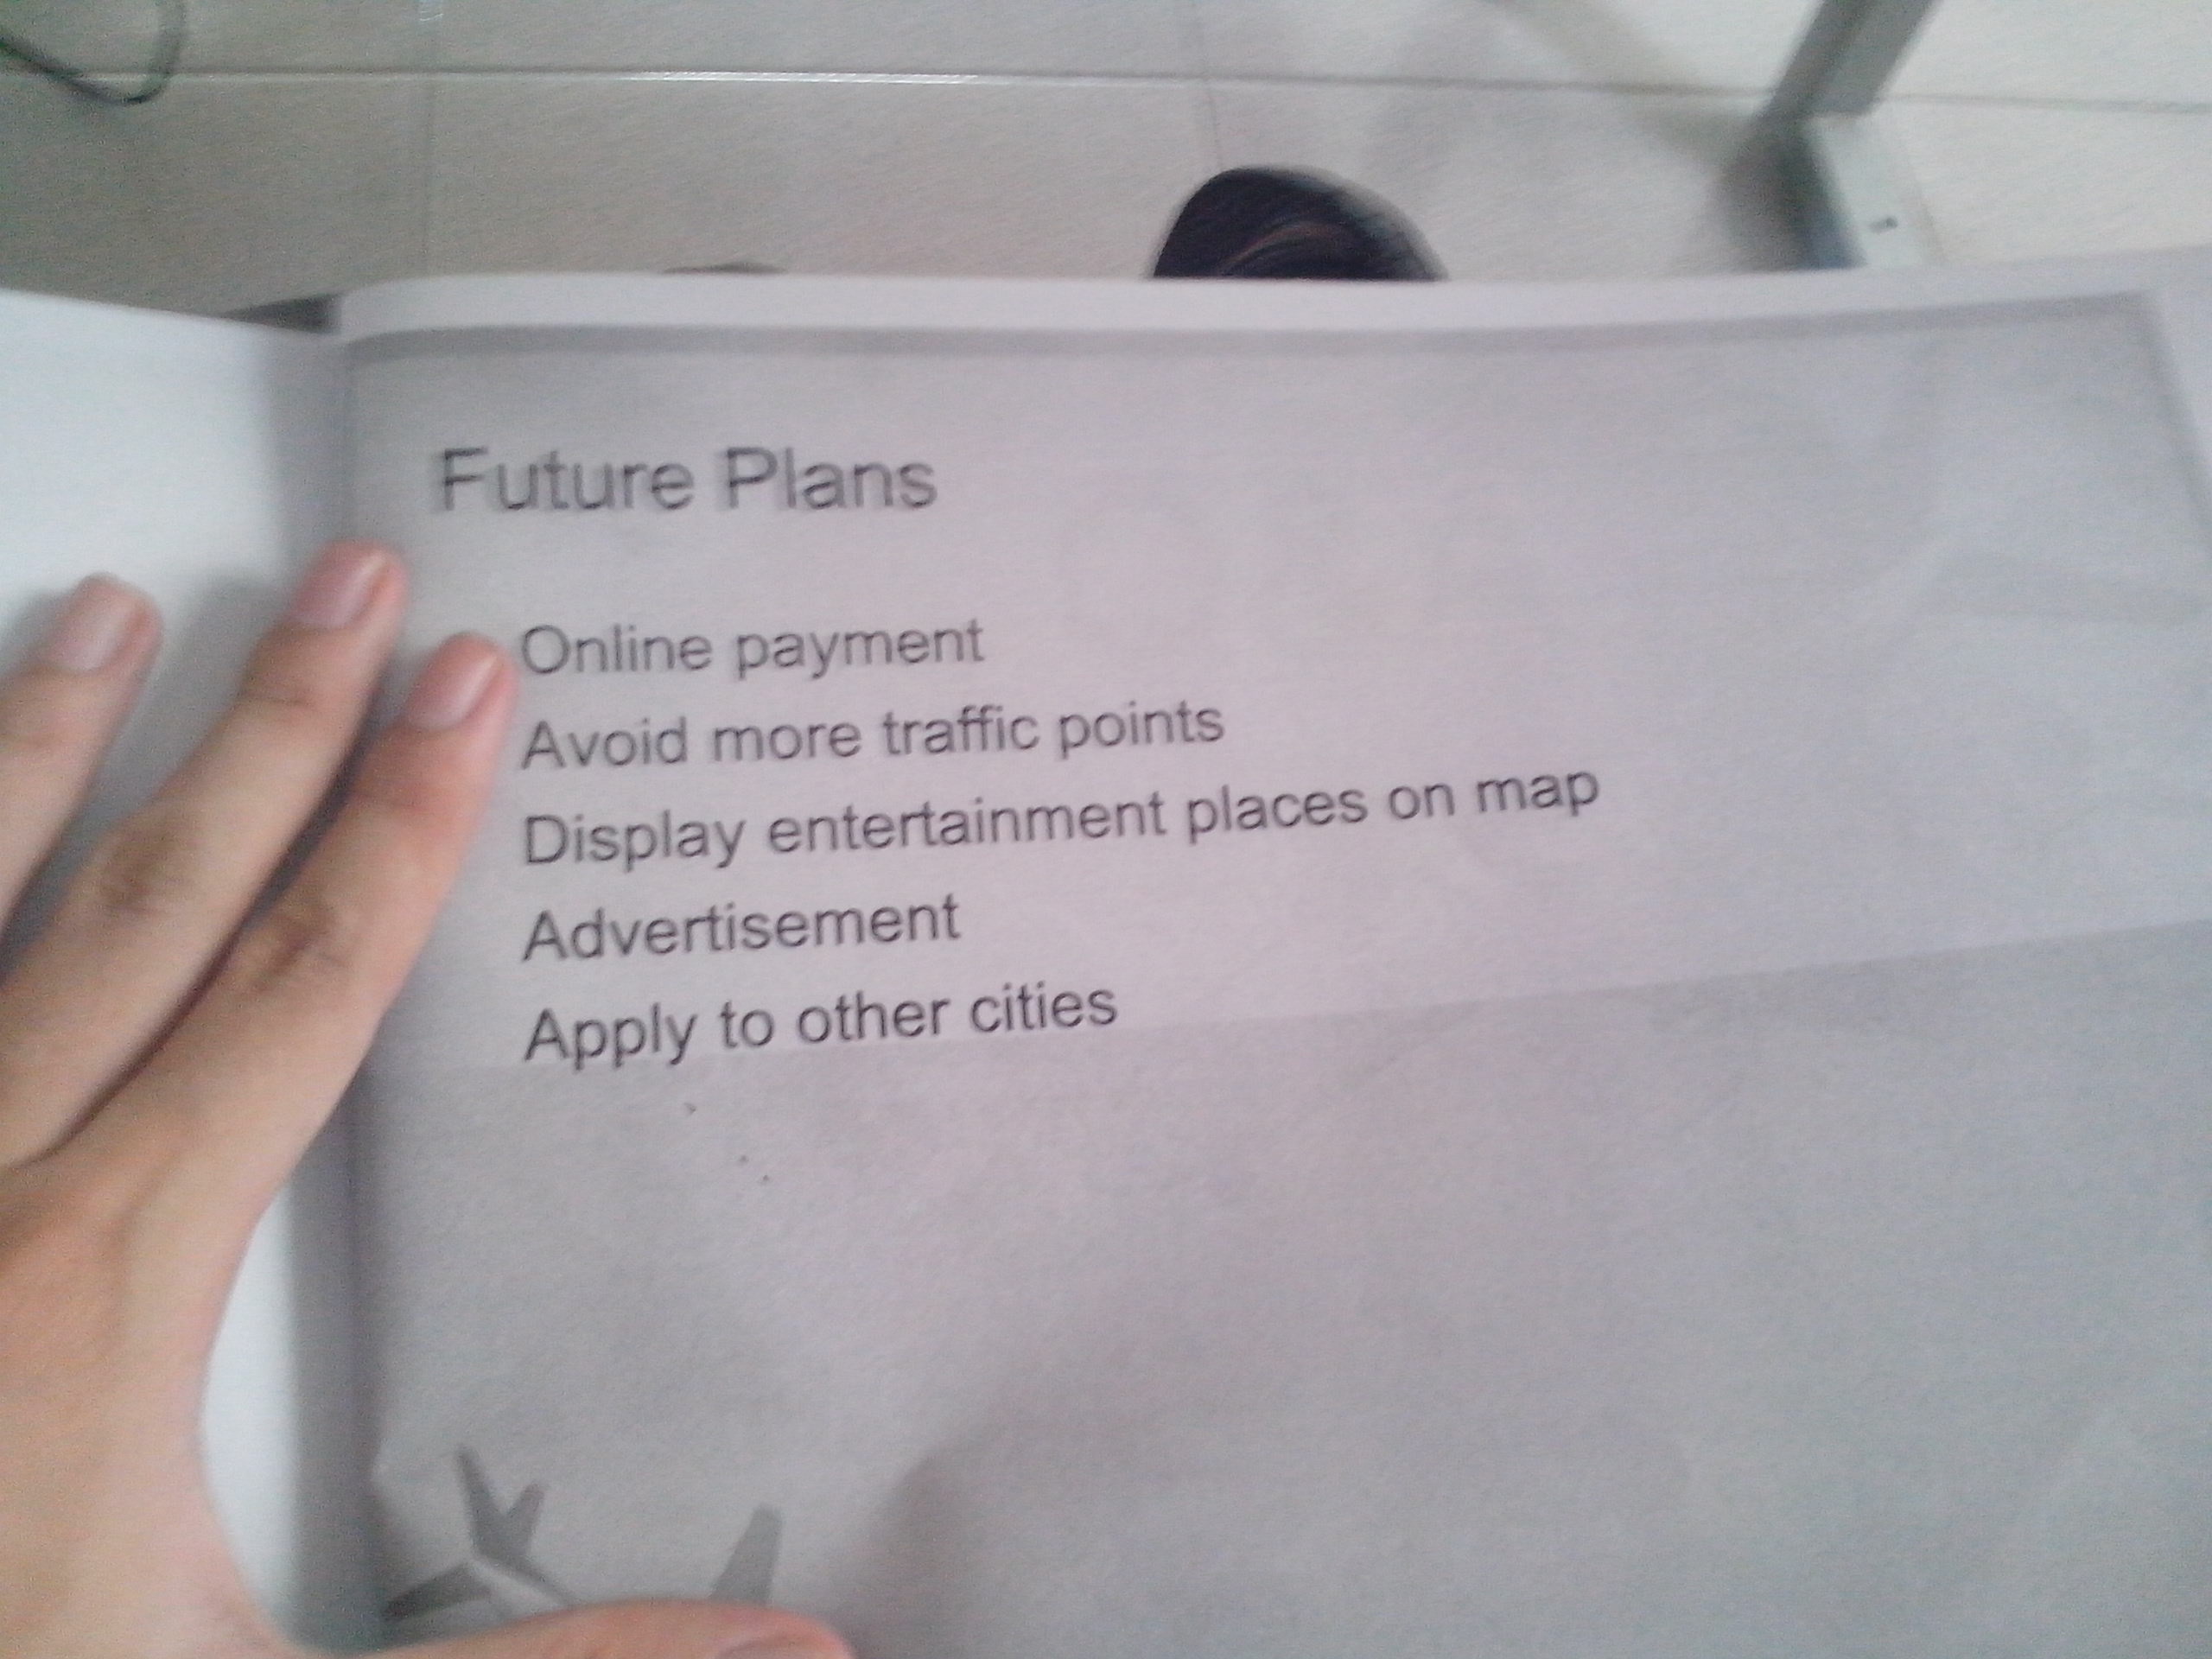 Future Plans
Online payment
Avoid more traffic points
Display entertainment places on map
Advertisement
Apply to other cities